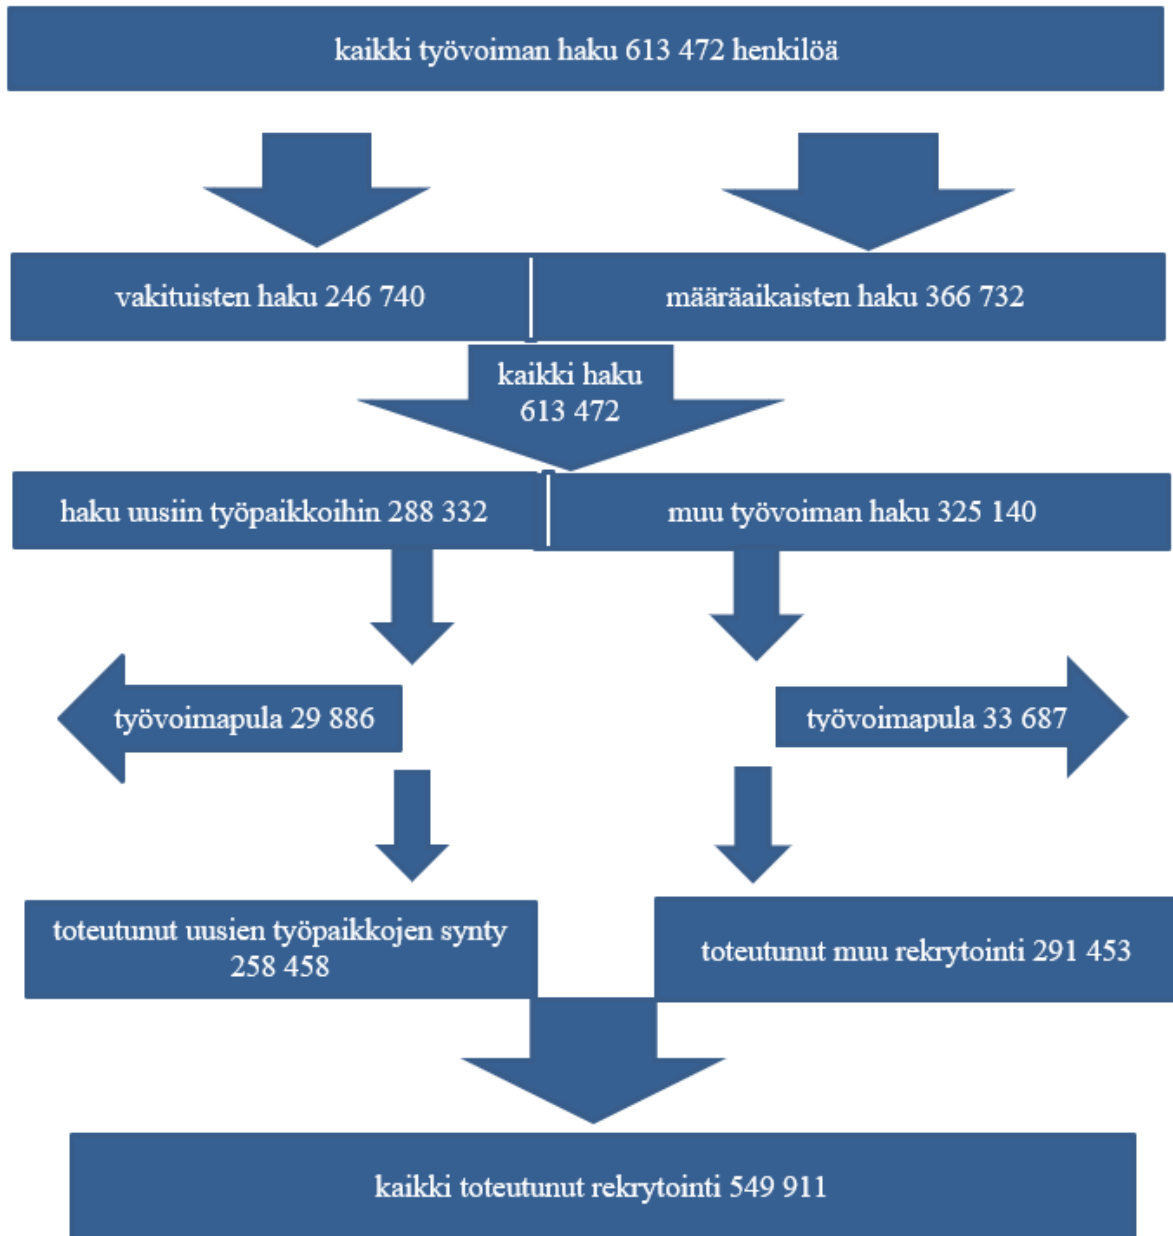 kaikki työvoiman haku 613 472 henkilöä
vakituisten haku 246 740
määräaikaisten haku 366 732
kaikki haku
613 472
haku uusiin työpaikkoihin 288 332
muu työvoiman haku 325 140
työvoimapula 29 886
työvoimapula 33 687
toteutunut uusien työpaikkojen synty
258 458
toteutunut muu rekrytointi 291 453
kaikki toteutunut rekrytointi 549 911